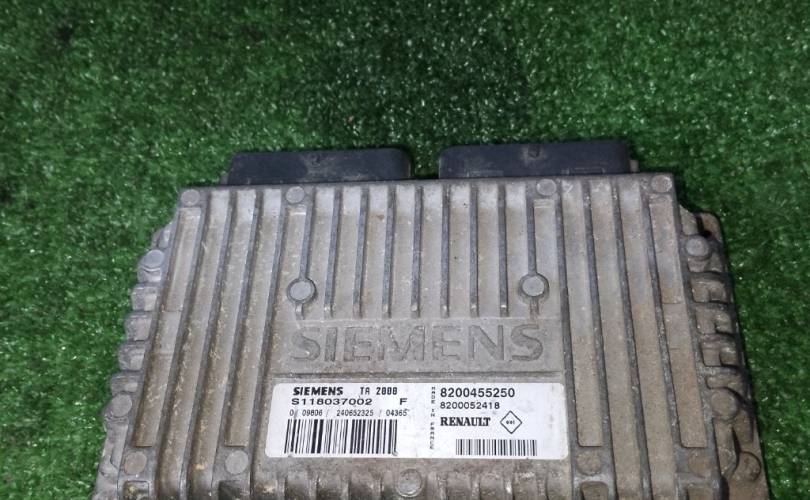 SIEMENS
SIEMENS TA 2000
S118037002 F
0 09806 / 240652325 / 04365
MADE IN FRANCE
8200455250
8200052418
RENAULT